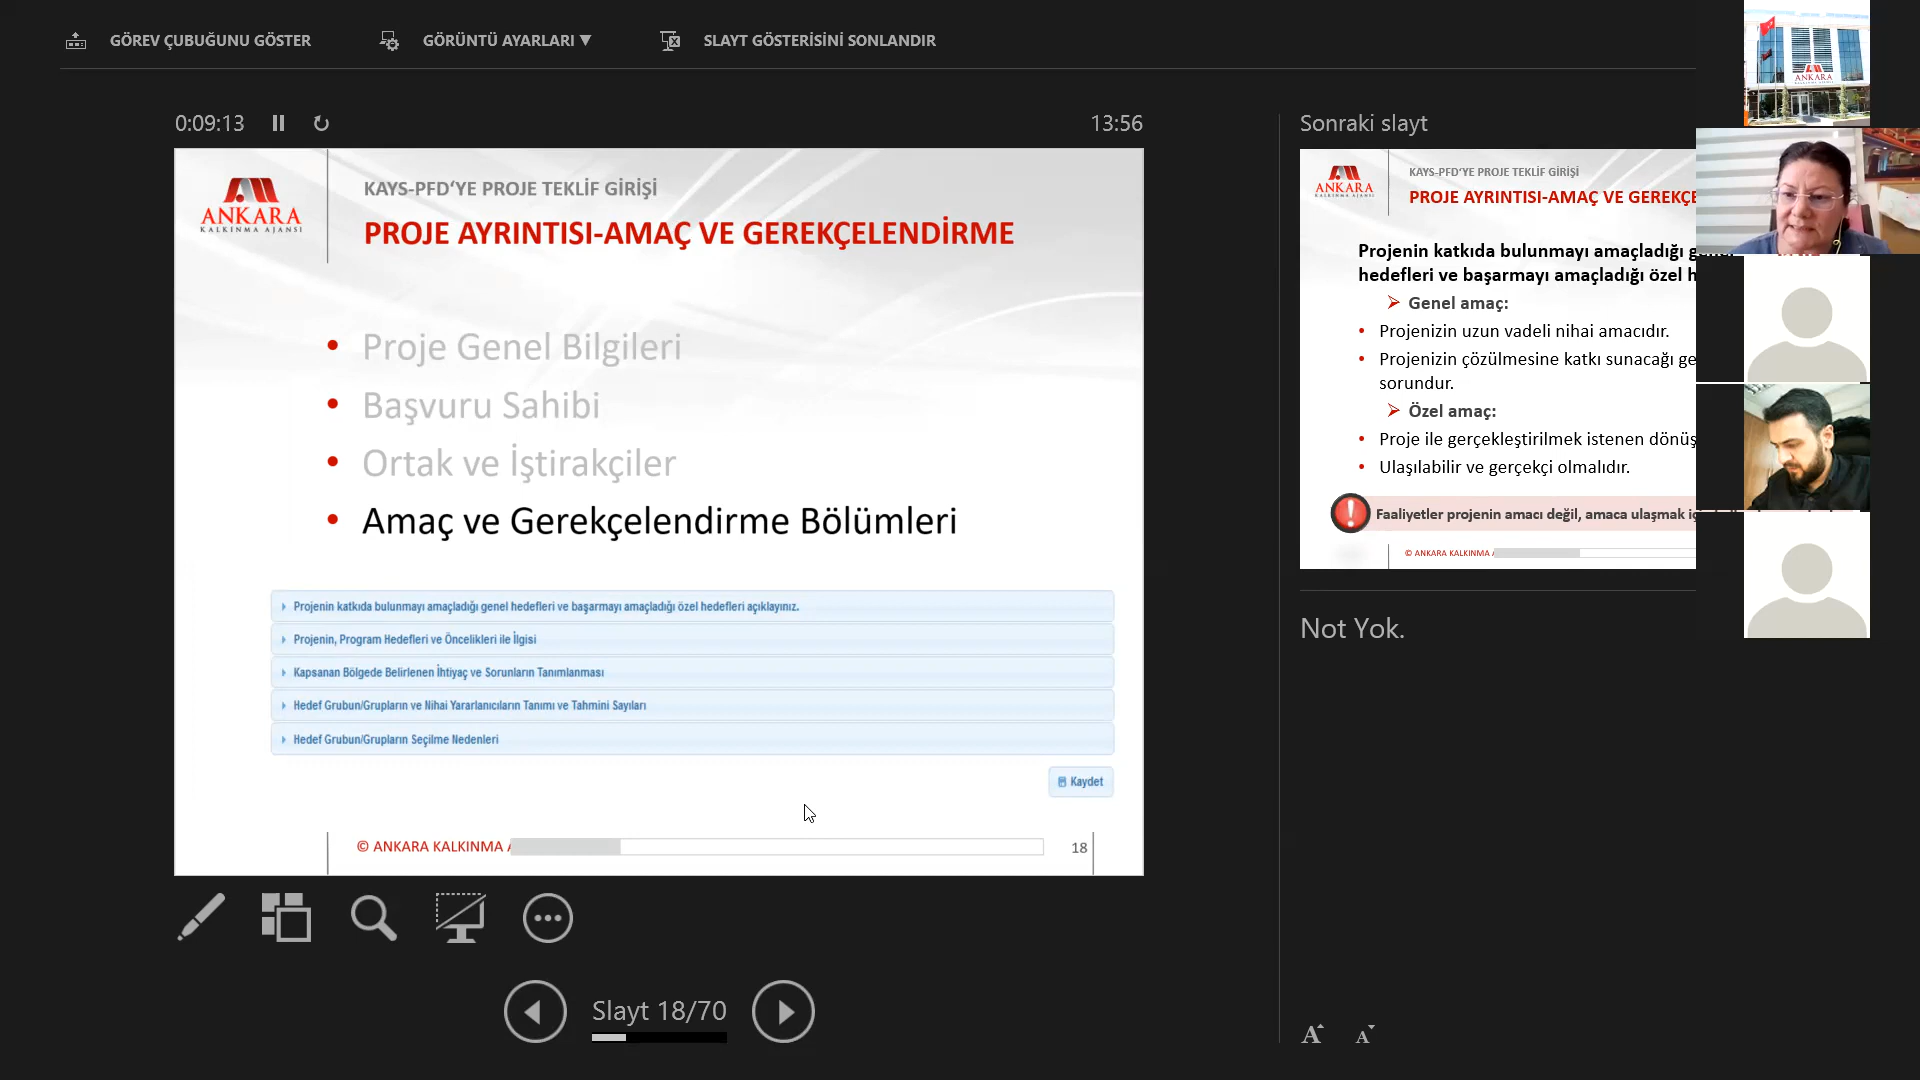 GÖREV ÇUBUĞUNU GÖSTER
GÖRÜNTÜ AYARLARI ▼
SLAYT GÖSTERİSİNİ SONLANDIR
0:09:13
13:56
ANKARA
KALKINMA AJANSI
KAYS-PFD‘YE PROJE TEKLİF GİRİŞİ
PROJE AYRINTISI-AMAÇ VE GEREKÇELENDİRME
• Proje Genel Bilgileri
• Başvuru Sahibi
• Ortak ve İştirakçiler
• Amaç ve Gerekçelendirme Bölümleri
Projenin katkıda bulunmayı amaçladığı genel hedefleri ve başarmayı amaçladığı özel hedefleri açıklayınız.
Projenin, Program Hedefleri ve Öncelikleri ile İlgisi
Kapsanan Bölgede Belirlenen İhtiyaç ve Sorunların Tanımlanması
Hedef Grubun/Grupların ve Nihai Yararlanıcıların Tanımı ve Tahmini Sayıları
Hedef Grubun/Grupların Seçilme Nedenleri
Kaydet
© ANKARA KALKINMA
18
Slayt 18/70
Sonraki slayt
ANKARA
KALKINMA AJANSI
KAYS-PFD‘YE PROJE TEKLİF GİRİŞİ
PROJE AYRINTISI-AMAÇ VE GEREKÇE
Projenin katkıda bulunmayı amaçladığı
hedefleri ve başarmayı amaçladığı özel h
➢ Genel amaç:
• Projenizin uzun vadeli nihai amacıdır.
• Projenizin çözülmesine katkı sunacağı ge
sorundur.
➢ Özel amaç:
• Proje ile gerçekleştirilmek istenen dönüş
• Ulaşılabilir ve gerçekçi olmalıdır.
Faaliyetler projenin amacı değil, amaca ulaşmak iç
© ANKARA KALKINMA
Not Yok.
ANKARA